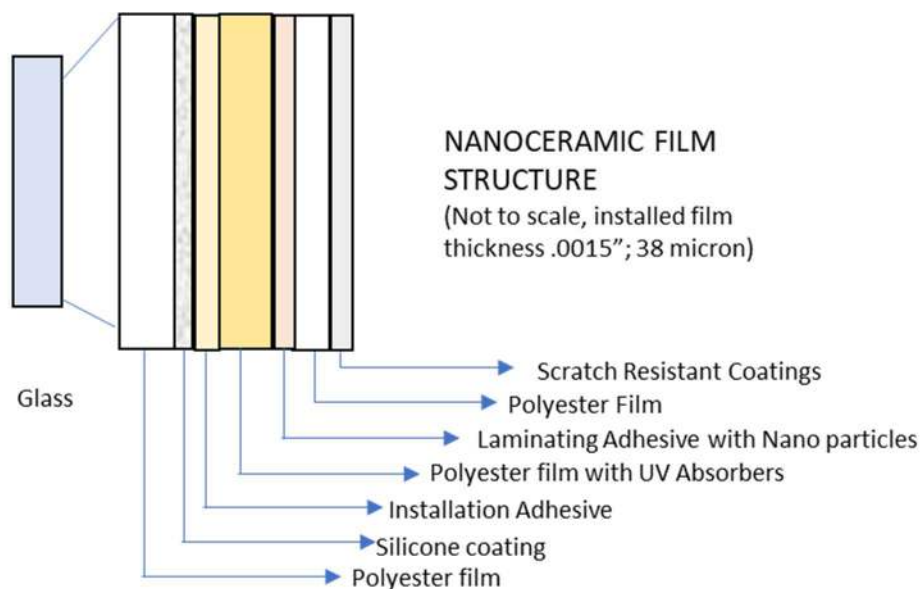 NANOCERAMIC FILM
STRUCTURE
(Not to scale, installed film
thickness .0015”; 38 micron)
Scratch Resistant Coatings
Glass
Polyester Film
Laminating Adhesive with Nano particles
Polyester film with UV Absorbers
Installation Adhesive
Silicone coating
Polyester film